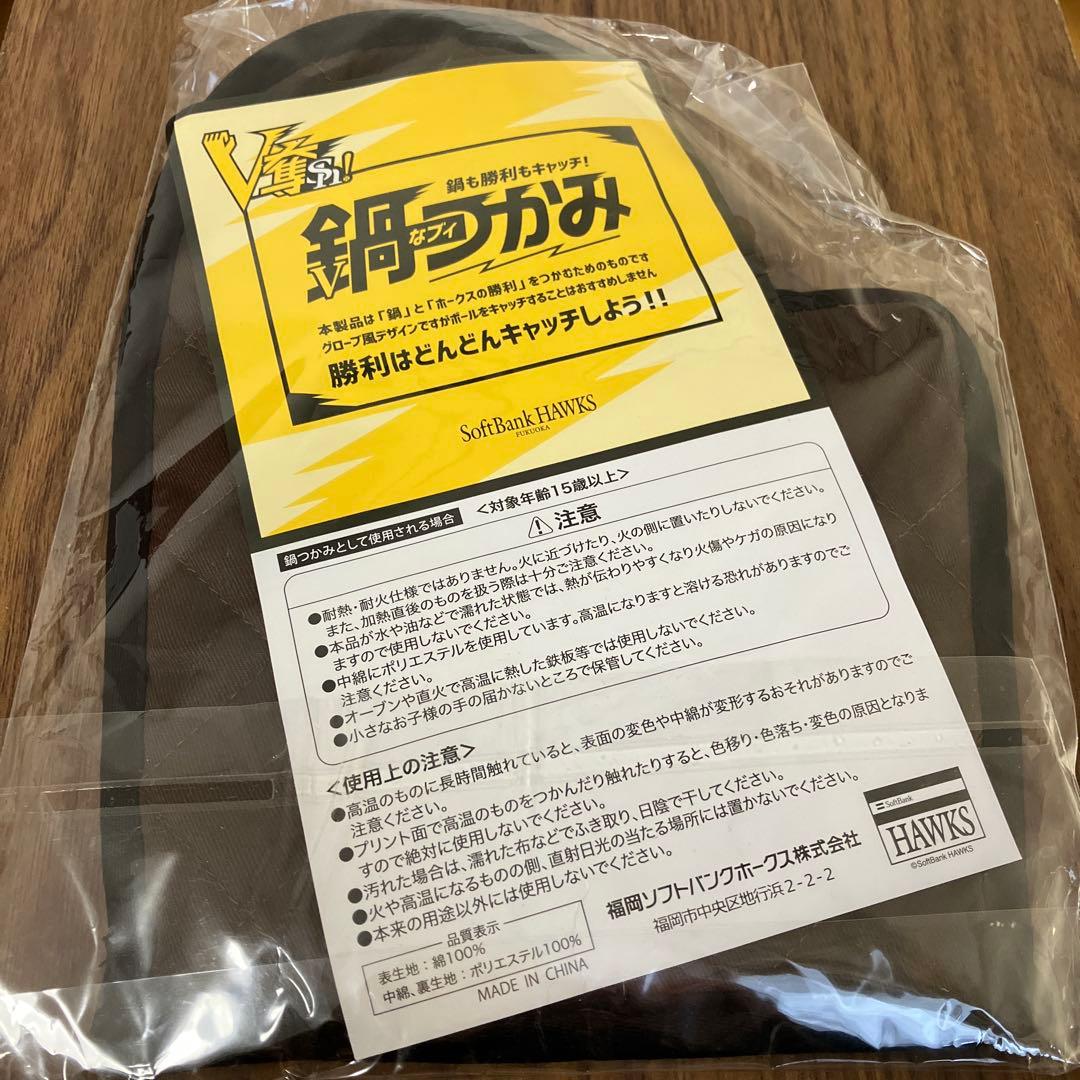 V奪Sh!
鍋も勝利もキャッチ!
鍋つかみ
なブイ
V
本製品は「鍋」と「ホークスの勝利」をつかむためのものです
グローブ風デザインですがボールをキャッチすることはおすすめしません
勝利はどんどんキャッチしよう!!
SoftBank HAWKS
FUKUOKA
<対象年齢15歳以上>
鍋つかみとして使用される場合
⚠注意
●耐熱・耐火仕様ではありません。火に近づけたり、火の側に置いたりしないでください。
また、加熱直後のものを扱う際は十分ご注意ください。
●本品が水や油などで濡れた状態では、熱が伝わりやすくなり火傷やケガの原因になり
ますので使用しないでください。
●中綿にポリエステルを使用しています。高温になりますと溶ける恐れがありますのでご
注意ください。
●オーブンや直火で高温に熱した鉄板等では使用しないでください。
●小さなお子様の手の届かないところで保管してください。
<使用上の注意>
●高温のものに長時間触れていると、表面の変色や中綿が変形するおそれがありますのでご
注意ください。
●プリント面で高温のものをつかんだり触れたりすると、色移り・色落ち・変色の原因となりま
すので絶対に使用しないでください。
●汚れた場合は、濡れた布などでふき取り、日陰で干してください。
●火や高温になるものの側、直射日光の当たる場所には置かないでください。
●本来の用途以外には使用しないでください。
品質表示
表生地:綿100%
中綿、裏生地:ポリエステル100%
MADE IN CHINA
福岡ソフトバンクホークス株式会社
福岡市中央区地行浜2-2-2
SoftBank
HAWKS
©SoftBank HAWKS